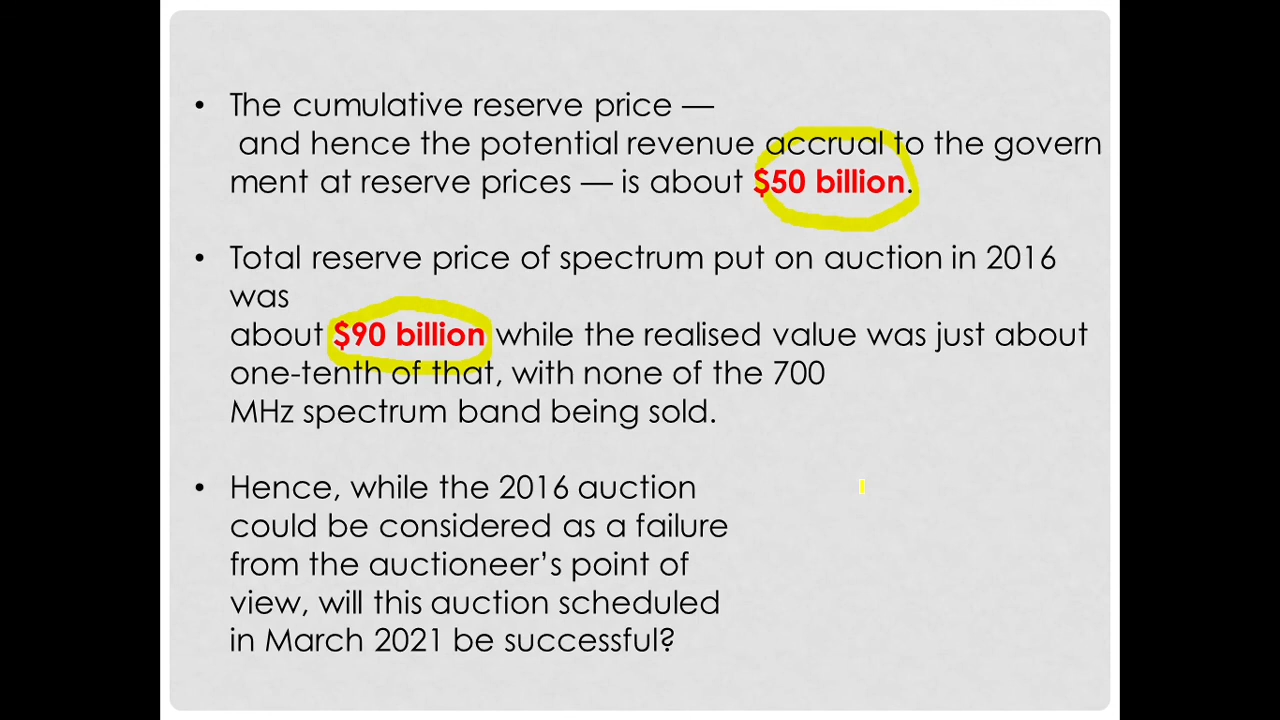 • The cumulative reserve price —
and hence the potential revenue accrual to the govern
ment at reserve prices — is about $50 billion.
• Total reserve price of spectrum put on auction in 2016
was
about $90 billion while the realised value was just about
one-tenth of that, with none of the 700
MHz spectrum band being sold.
• Hence, while the 2016 auction
could be considered as a failure
from the auctioneer’s point of
view, will this auction scheduled
in March 2021 be successful?